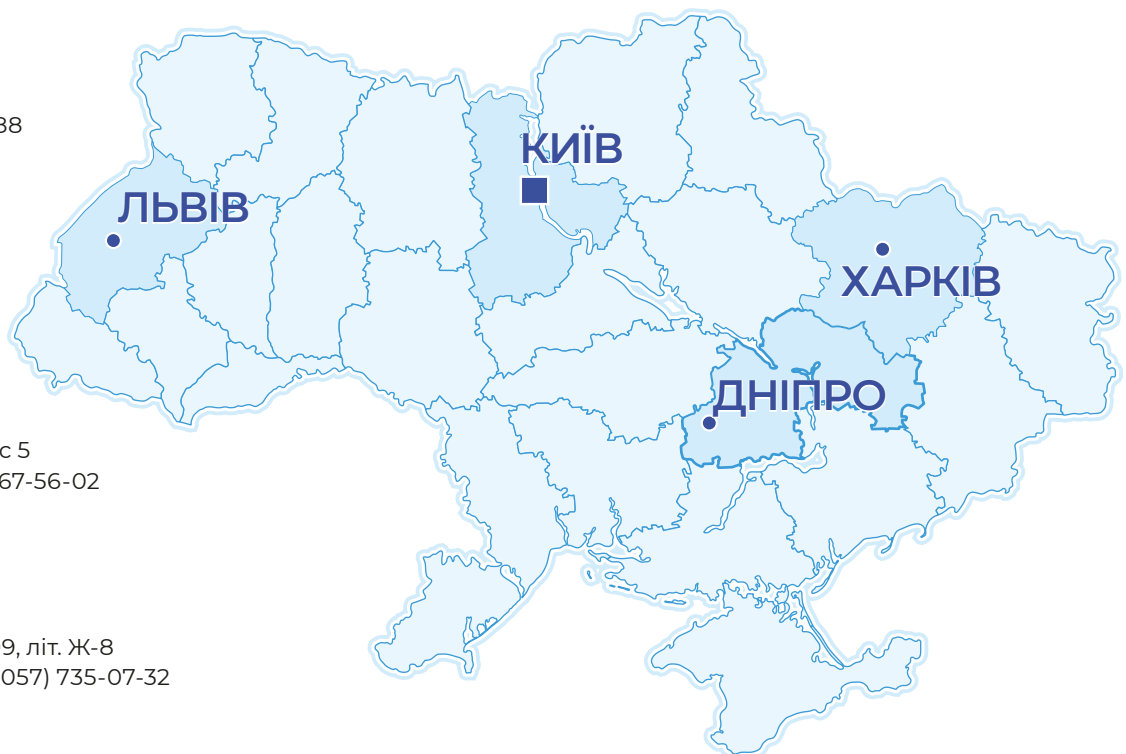 38
КИЇВ
ЛЬВІВ
ХАРКІВ
ДНІПРО
с 5
67-56-02
9, літ. Ж-8
057) 735-07-32